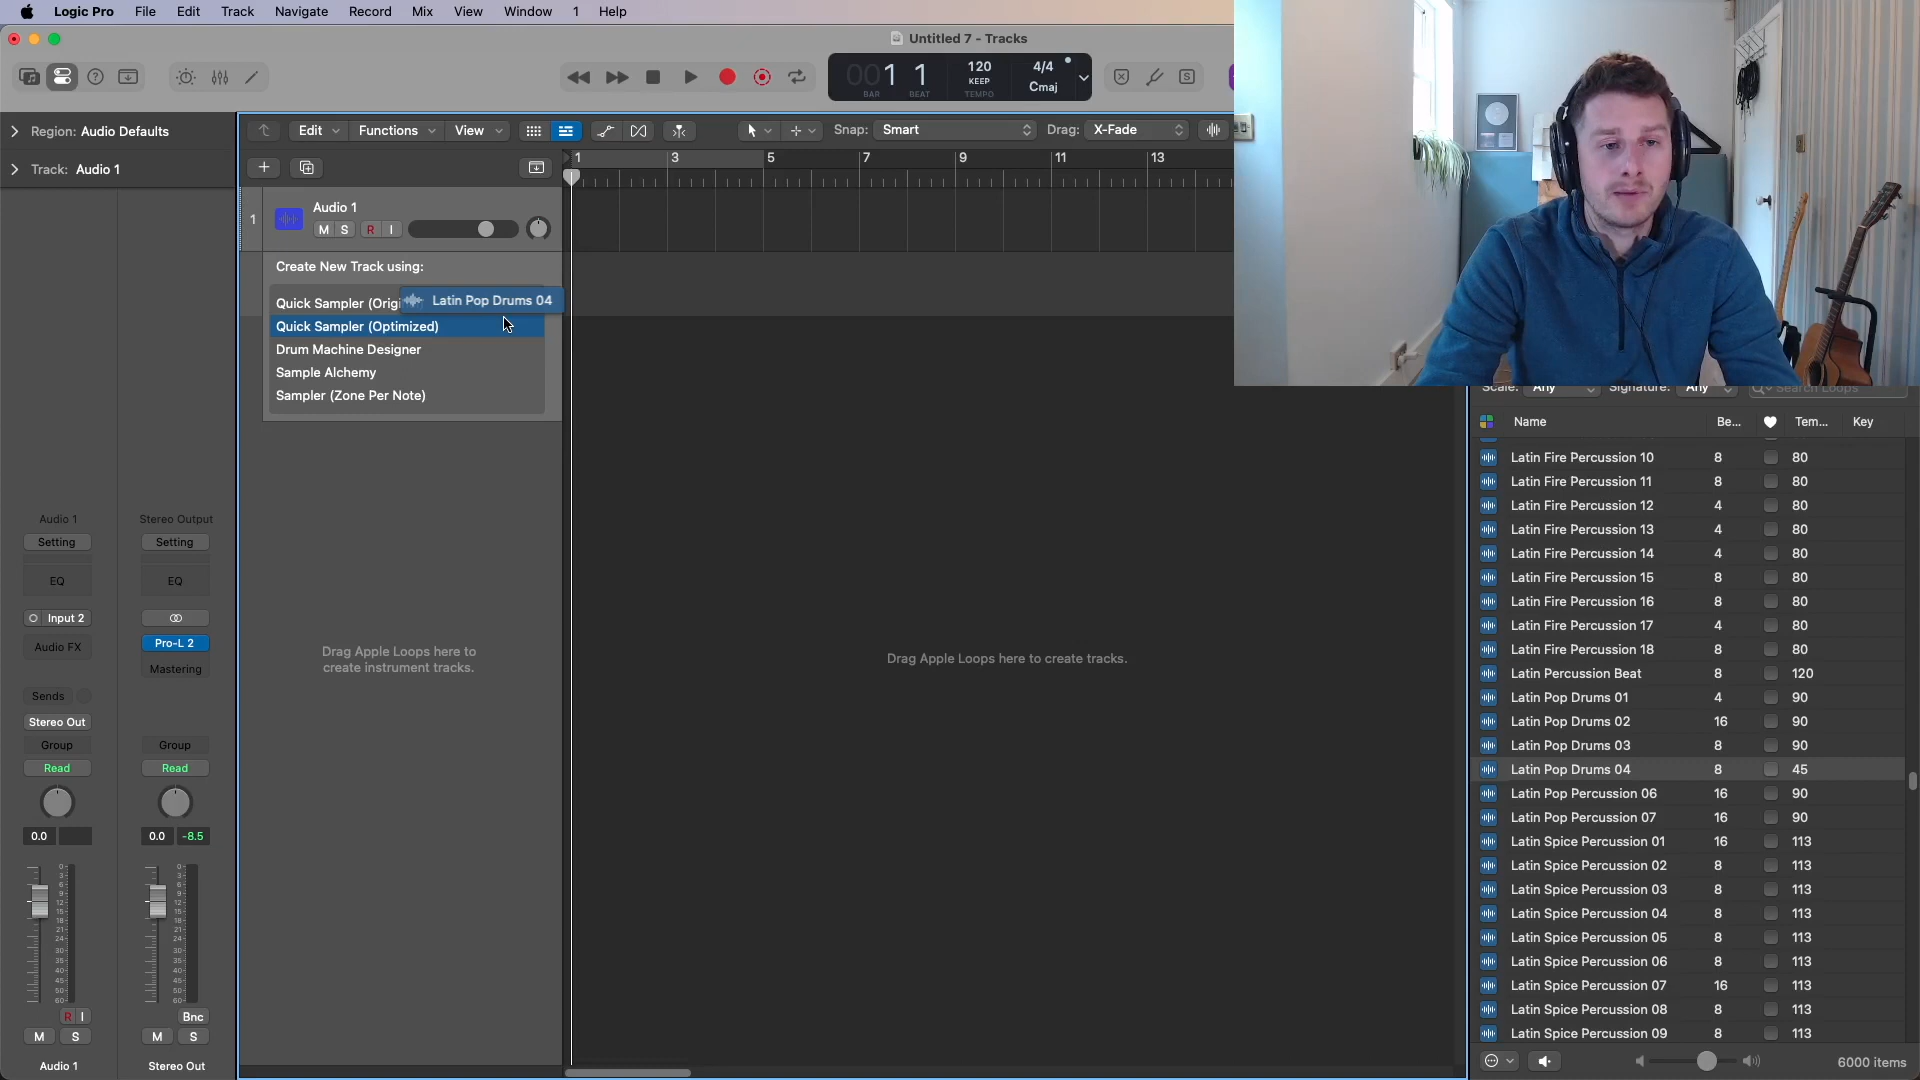 Logic Pro File Edit Track Navigate Record Mix View Window 1 Help
Untitled 7 - Tracks
1 1
BAR BEAT
120
KEEP
TEMPO
4/4
Cmaj
S
Region: Audio Defaults
Track: Audio 1
Edit Functions View
Snap: Smart
Drag: X-Fade
1 3 5 7 9 11 13
1
Audio 1
M S R I
Create New Track using:
Quick Sampler (Origi
Latin Pop Drums 04
Quick Sampler (Optimized)
Drum Machine Designer
Sample Alchemy
Sampler (Zone Per Note)
Drag Apple Loops here to
create instrument tracks.
Drag Apple Loops here to create tracks.
Audio 1
Setting
EQ
Input 2
Audio FX
Sends
Stereo Out
Group
Read
0.0
R I
M S
Audio 1
Stereo Output
Setting
EQ
Pro-L 2
Mastering
Group
Read
0.0 -8.5
Bnc
M S
Stereo Out
Scale: Any Signature: Any Search Loops
Name Be... Tem... Key
Latin Fire Percussion 10 8 80
Latin Fire Percussion 11 8 80
Latin Fire Percussion 12 4 80
Latin Fire Percussion 13 4 80
Latin Fire Percussion 14 4 80
Latin Fire Percussion 15 8 80
Latin Fire Percussion 16 8 80
Latin Fire Percussion 17 4 80
Latin Fire Percussion 18 8 80
Latin Percussion Beat 8 120
Latin Pop Drums 01 4 90
Latin Pop Drums 02 16 90
Latin Pop Drums 03 8 90
Latin Pop Drums 04 8 45
Latin Pop Percussion 06 16 90
Latin Pop Percussion 07 16 90
Latin Spice Percussion 01 16 113
Latin Spice Percussion 02 8 113
Latin Spice Percussion 03 8 113
Latin Spice Percussion 04 8 113
Latin Spice Percussion 05 8 113
Latin Spice Percussion 06 8 113
Latin Spice Percussion 07 16 113
Latin Spice Percussion 08 8 113
Latin Spice Percussion 09 8 113
6000 items